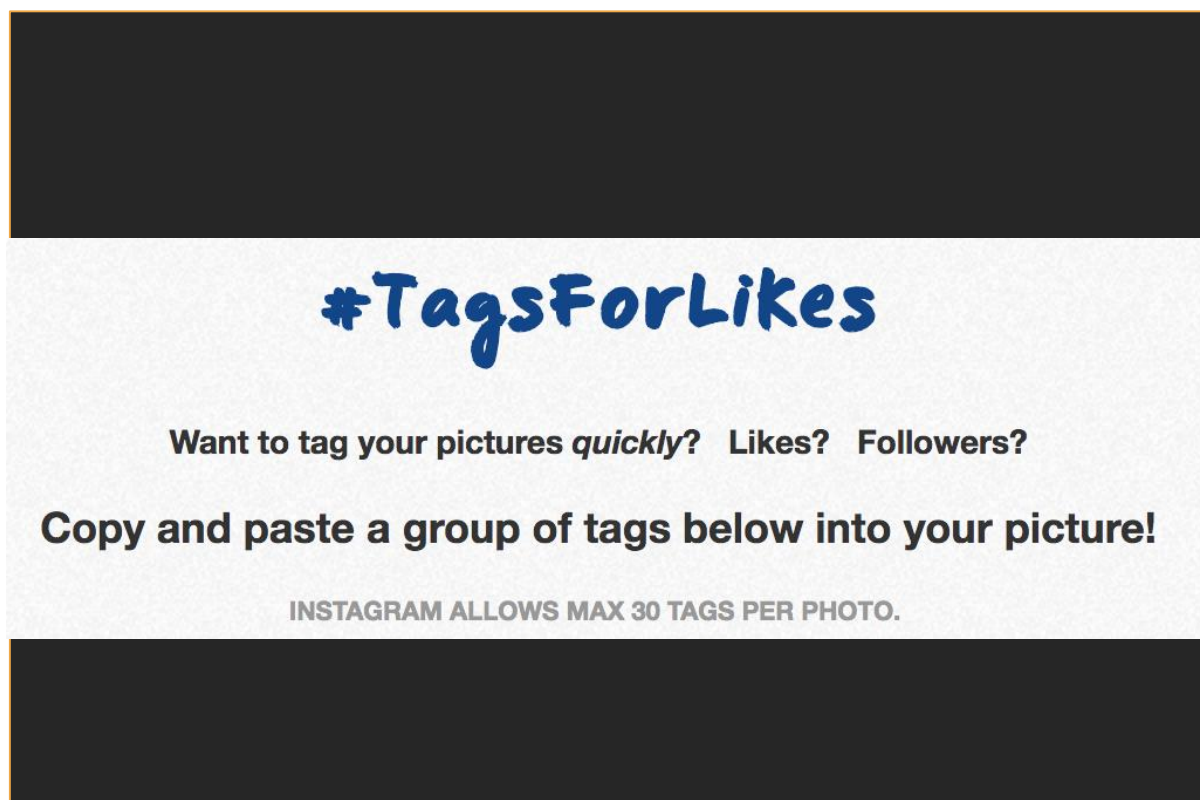 #TagsForLikes
Want to tag your pictures quickly? Likes? Followers?
Copy and paste a group of tags below into your picture!
INSTAGRAM ALLOWS MAX 30 TAGS PER PHOTO.